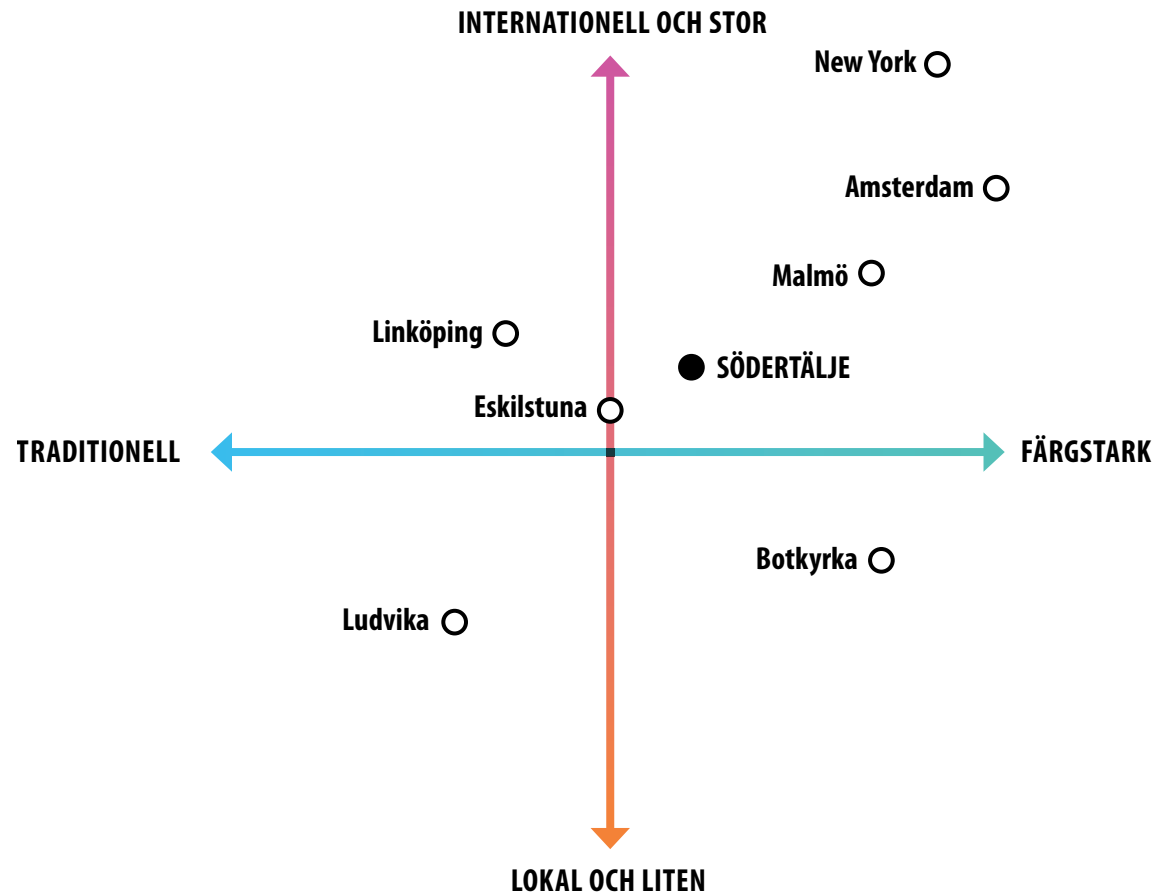 INTERNATIONELL OCH STOR
New York
Amsterdam
Malmö
Linköping
SÖDERTÄLJE
Eskilstuna
TRADITIONELL
FÄRGSTARK
Botkyrka
Ludvika
LOKAL OCH LITEN